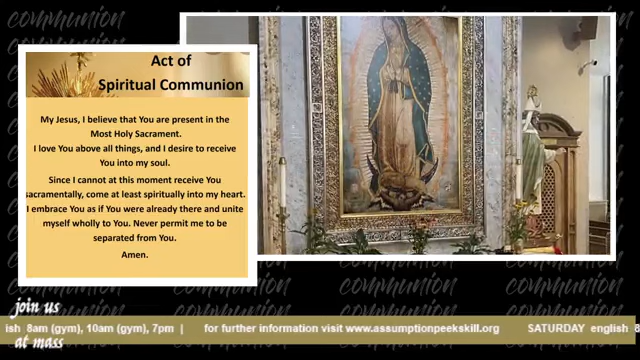 Act of
Spiritual Communion
My Jesus, I believe that You are present in the
Most Holy Sacrament.
I love You above all things, and I desire to receive
You into my soul.
Since I cannot at this moment receive You
sacramentally, come at least spiritually into my heart.
I embrace You as if You were already there and unite
myself wholly to You. Never permit me to be
separated from You.
Amen.
communion communion communion communion
communion communion communion communion
join us
ish 8am (gym), 10am (gym), 7pm | for further information visit www.assumptionpeekskill.org SATURDAY english 8
at mass